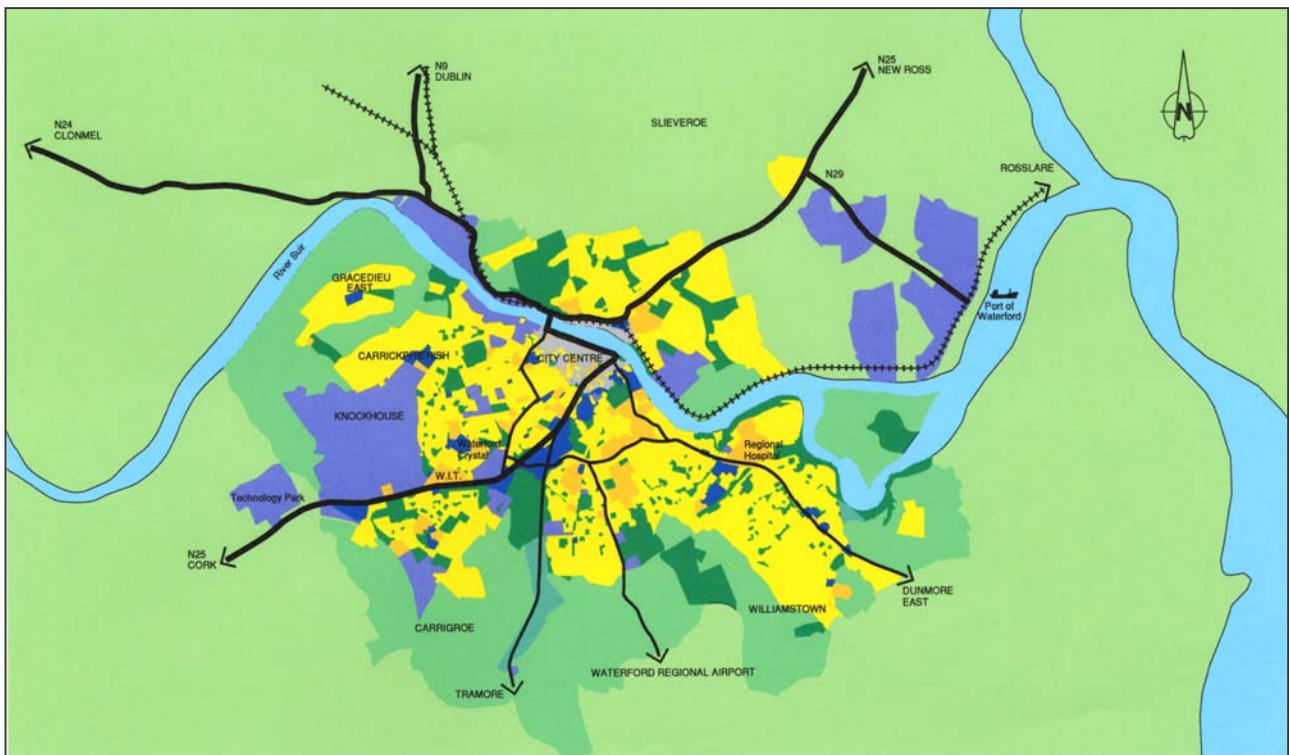 N9
DUBLIN
N25
NEW ROSS
N24
CLONMEL
SLIEVEROE
N
N29
ROSSLARE
River Suir
GRACEDIEU
EAST
Port of
Waterford
CARRICKPHIERISH
CITY CENTRE
KNOCKHOUSE
Waterford
Crystal
Regional
Hospital
W.I.T.
Technology Park
N25
CORK
DUNMORE
EAST
WILLIAMSTOWN
CARRIGROE
WATERFORD REGIONAL AIRPORT
TRAMORE